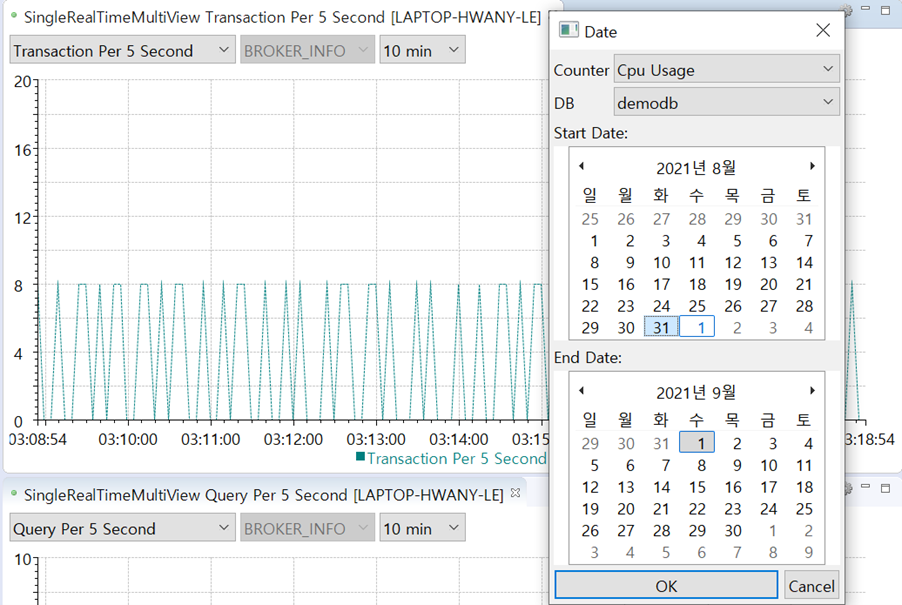 SingleRealTimeMultiView Transaction Per 5 Second [LAPTOP-HWANY-LE]
Transaction Per 5 Second
BROKER_INFO
10 min
20
16
12
8
4
0
03:08:54
03:10:00
03:11:00
03:12:00
03:13:00
03:14:00
03:15
3:18:54
Transaction Per 5 Second
SingleRealTimeMultiView Query Per 5 Second [LAPTOP-HWANY-LE]
Query Per 5 Second
BROKER_INFO
10 min
10
Date
Counter Cpu Usage
DB demodb
Start Date:
2021년 8월
일 월 화 수 목 금 토
25 26 27 28 29 30 31
1 2 3 4 5 6 7
8 9 10 11 12 13 14
15 16 17 18 19 20 21
22 23 24 25 26 27 28
29 30 31 1 2 3 4
End Date:
2021년 9월
일 월 화 수 목 금 토
29 30 31 1 2 3 4
5 6 7 8 9 10 11
12 13 14 15 16 17 18
19 20 21 22 23 24 25
26 27 28 29 30 1 2
3 4 5 6 7 8 9
OK Cancel